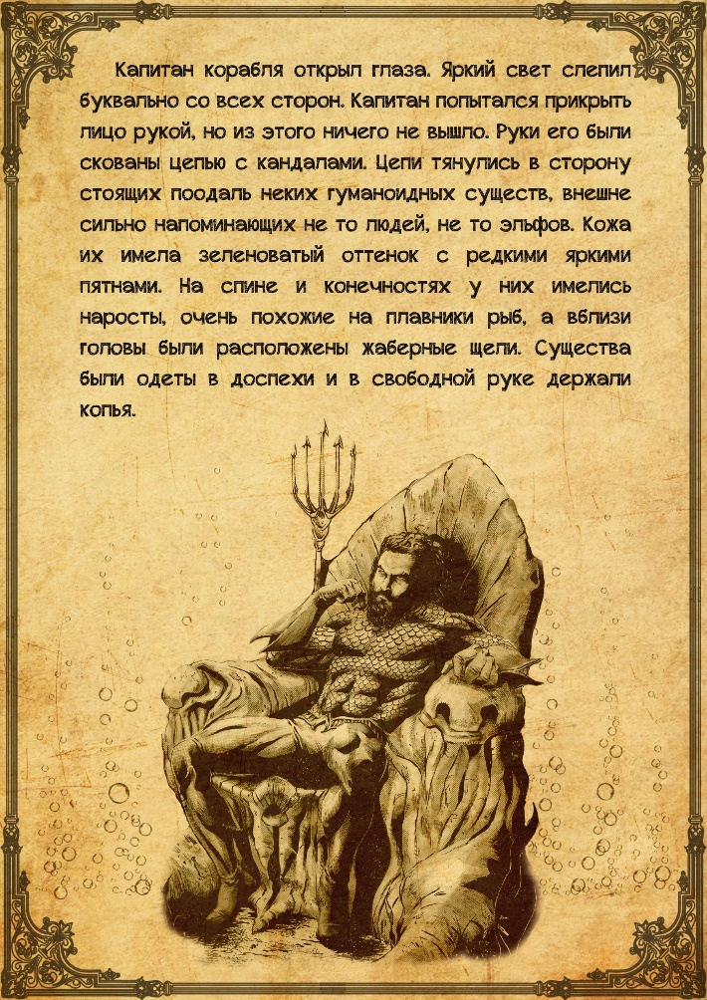 Капитан корабля открыл глаза. Яркий свет слепил
буквально со всех сторон. Капитан попытался прикрыть
лицо рукой, но из этого ничего не вышло. Руки его были
скованы цепью с кандалами. Цепи тянулись в сторону
стоящих поодаль неких гуманоидных существ, внешне
сильно напоминающих не то людей, не то эльфов. Кожа
их имела зеленоватый оттенок с редкими яркими
пятнами. На спине и конечностях у них имелись
наросты, очень похожие на плавники рыб, а вблизи
головы были расположены жаберные щели. Существа
были одеты в доспехи и в свободной руке держали
копья.